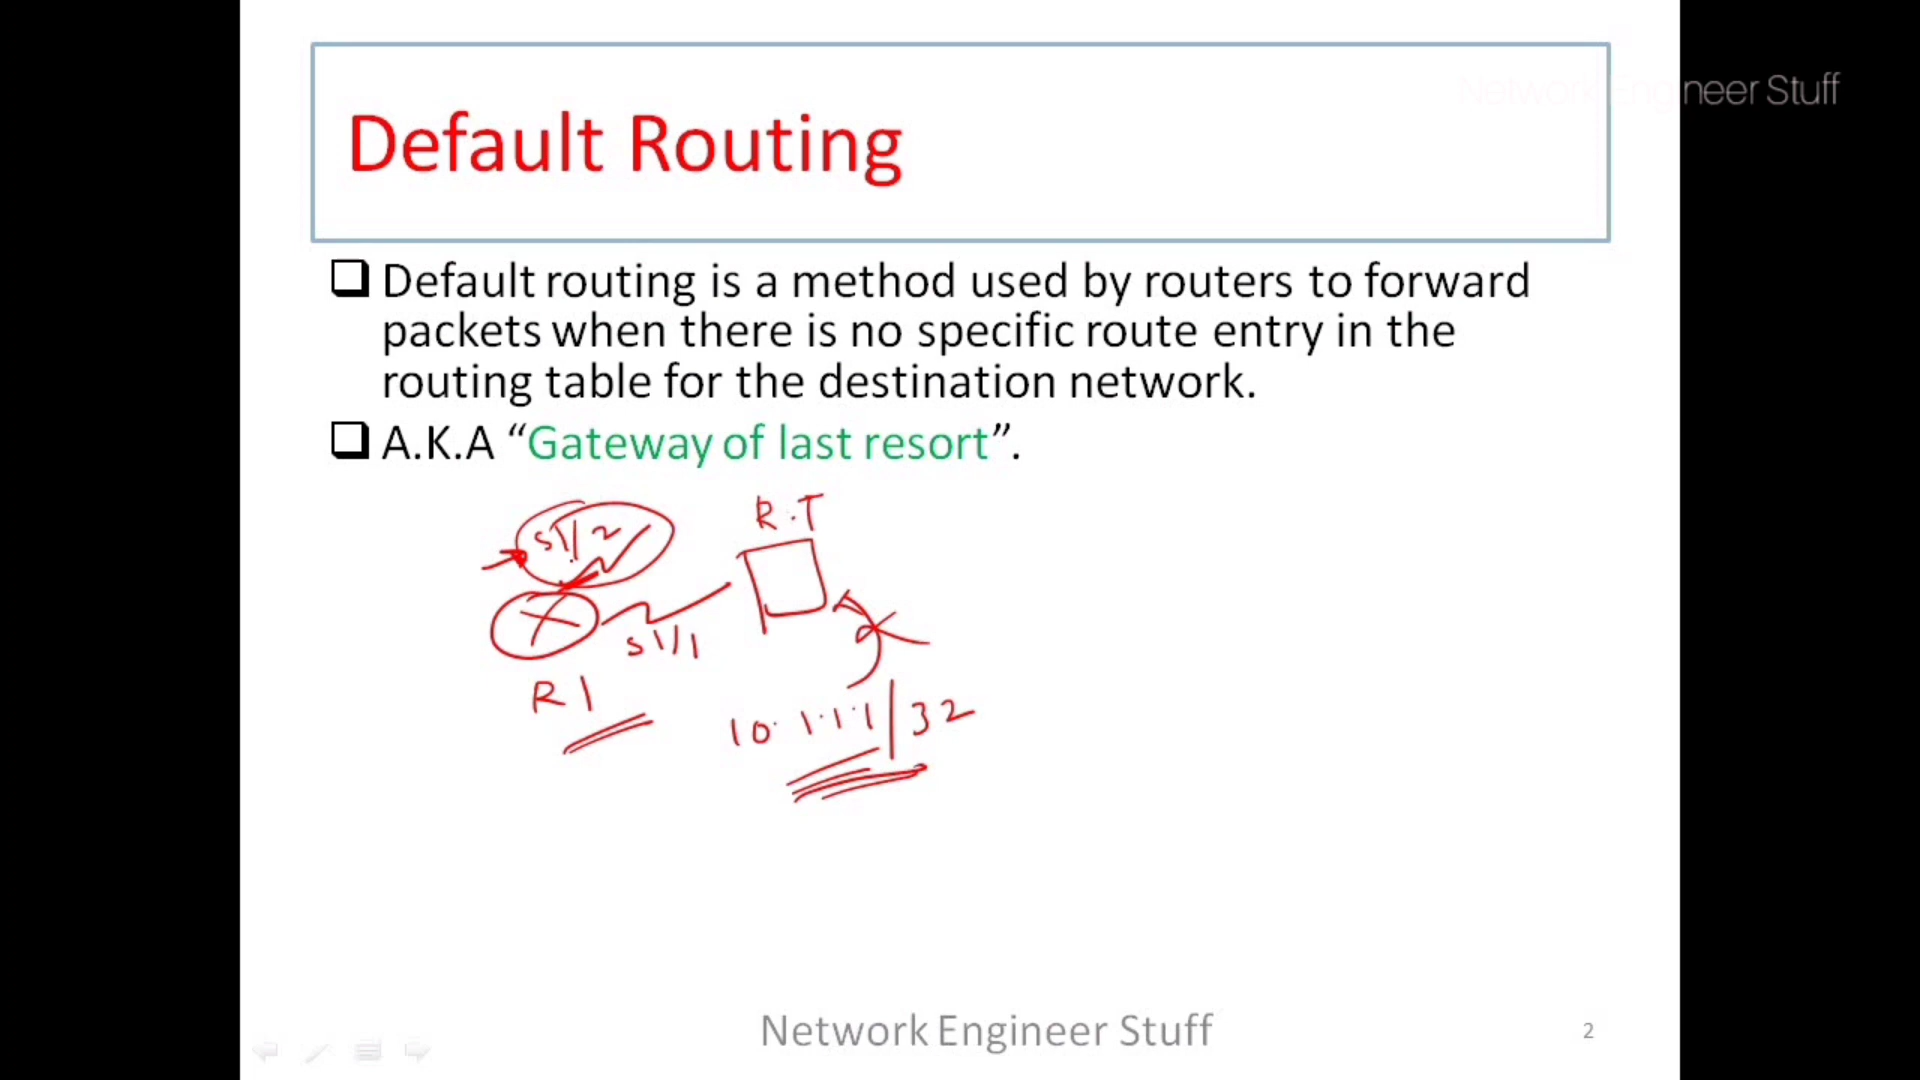 Network Engineer Stuff
Default Routing
Default routing is a method used by routers to forward
packets when there is no specific route entry in the
routing table for the destination network.
A.K.A “Gateway of last resort”.
R.T
S1/2
S1/1
R1
10.1.1.1/32
Network Engineer Stuff
2